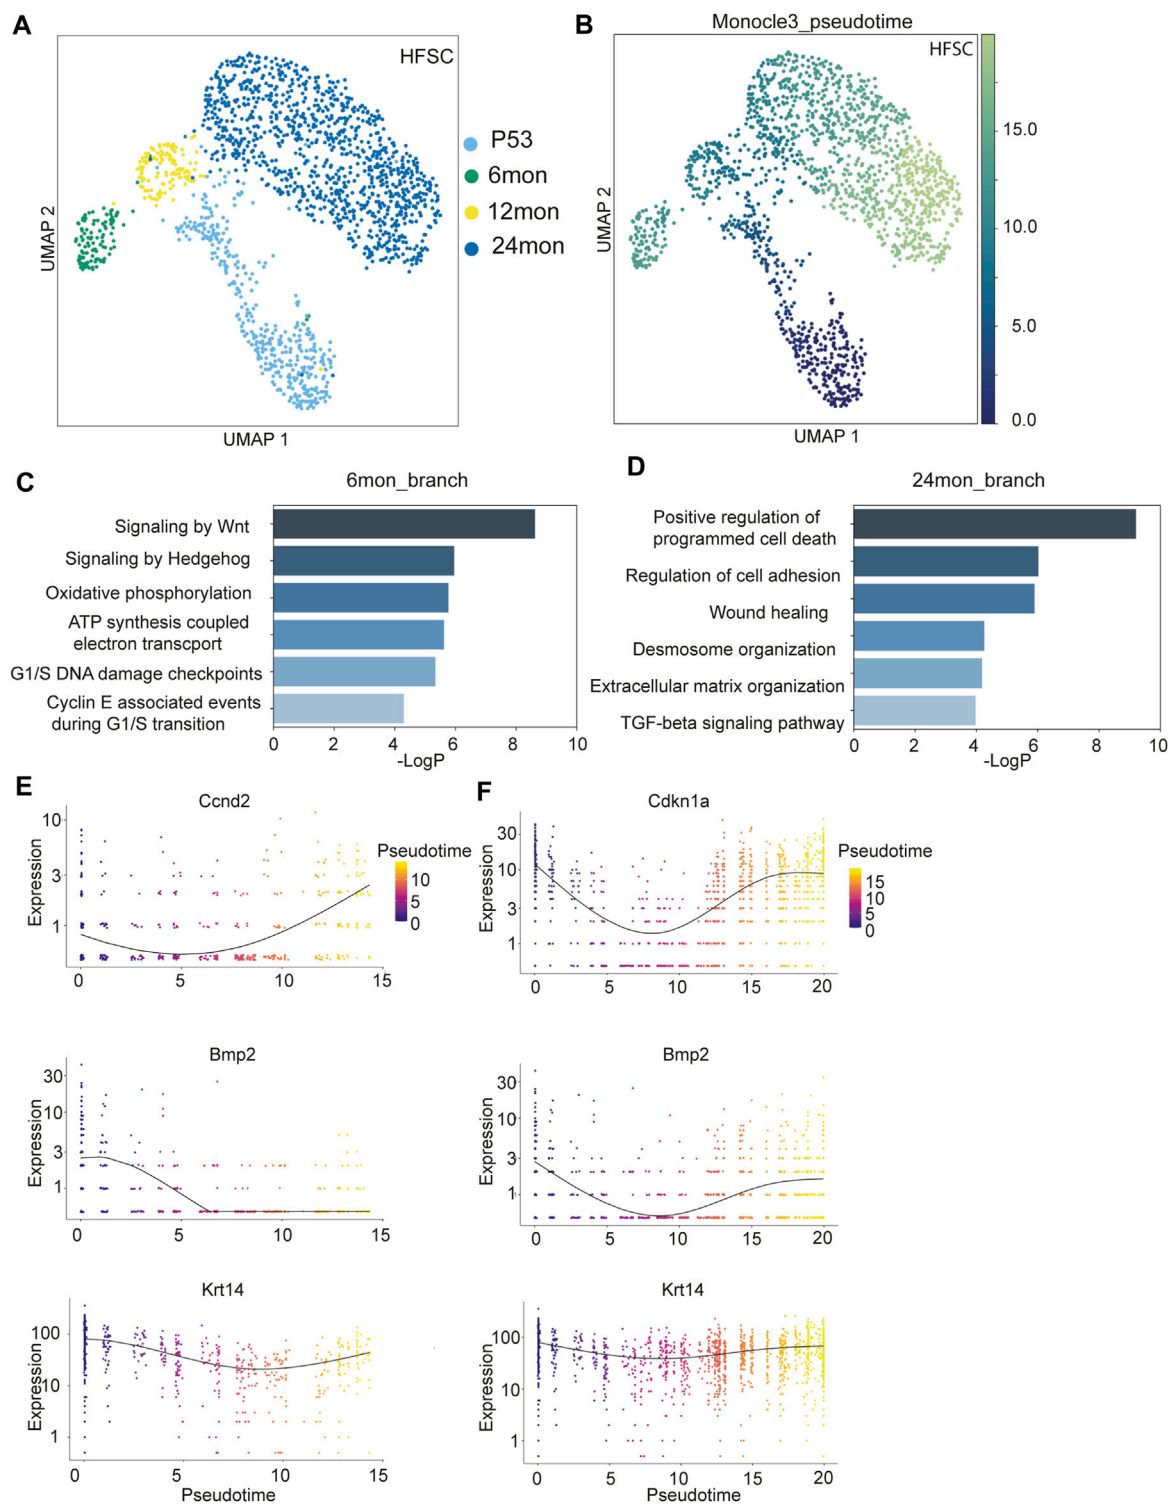 A
HFSC
UMAP 2
UMAP 1
P53
6mon
12mon
24mon
B
Monocle3_pseudotime
HFSC
UMAP 2
UMAP 1
15.0
10.0
5.0
0.0
C
6mon_branch
Signaling by Wnt
Signaling by Hedgehog
Oxidative phosphorylation
ATP synthesis coupled
electron transcport
G1/S DNA damage checkpoints
Cyclin E associated events
during G1/S transition
0 2 4 6 8 10
-LogP
D
24mon_branch
Positive regulation of
programmed cell death
Regulation of cell adhesion
Wound healing
Desmosome organization
Extracellular matrix organization
TGF-beta signaling pathway
0 2 4 6 8 10
-LogP
E
Ccnd2
Expression
10
3
1
0 5 10 15
Pseudotime
10
5
0
Bmp2
Expression
30
10
3
1
0 5 10 15
Krt14
Expression
100
10
1
0 5 10 15
Pseudotime
F
Cdkn1a
Expression
30
10
3
1
0 5 10 15 20
Pseudotime
15
10
5
0
Bmp2
Expression
30
10
3
1
0 5 10 15 20
Krt14
Expression
100
10
1
0 5 10 15 20
Pseudotime